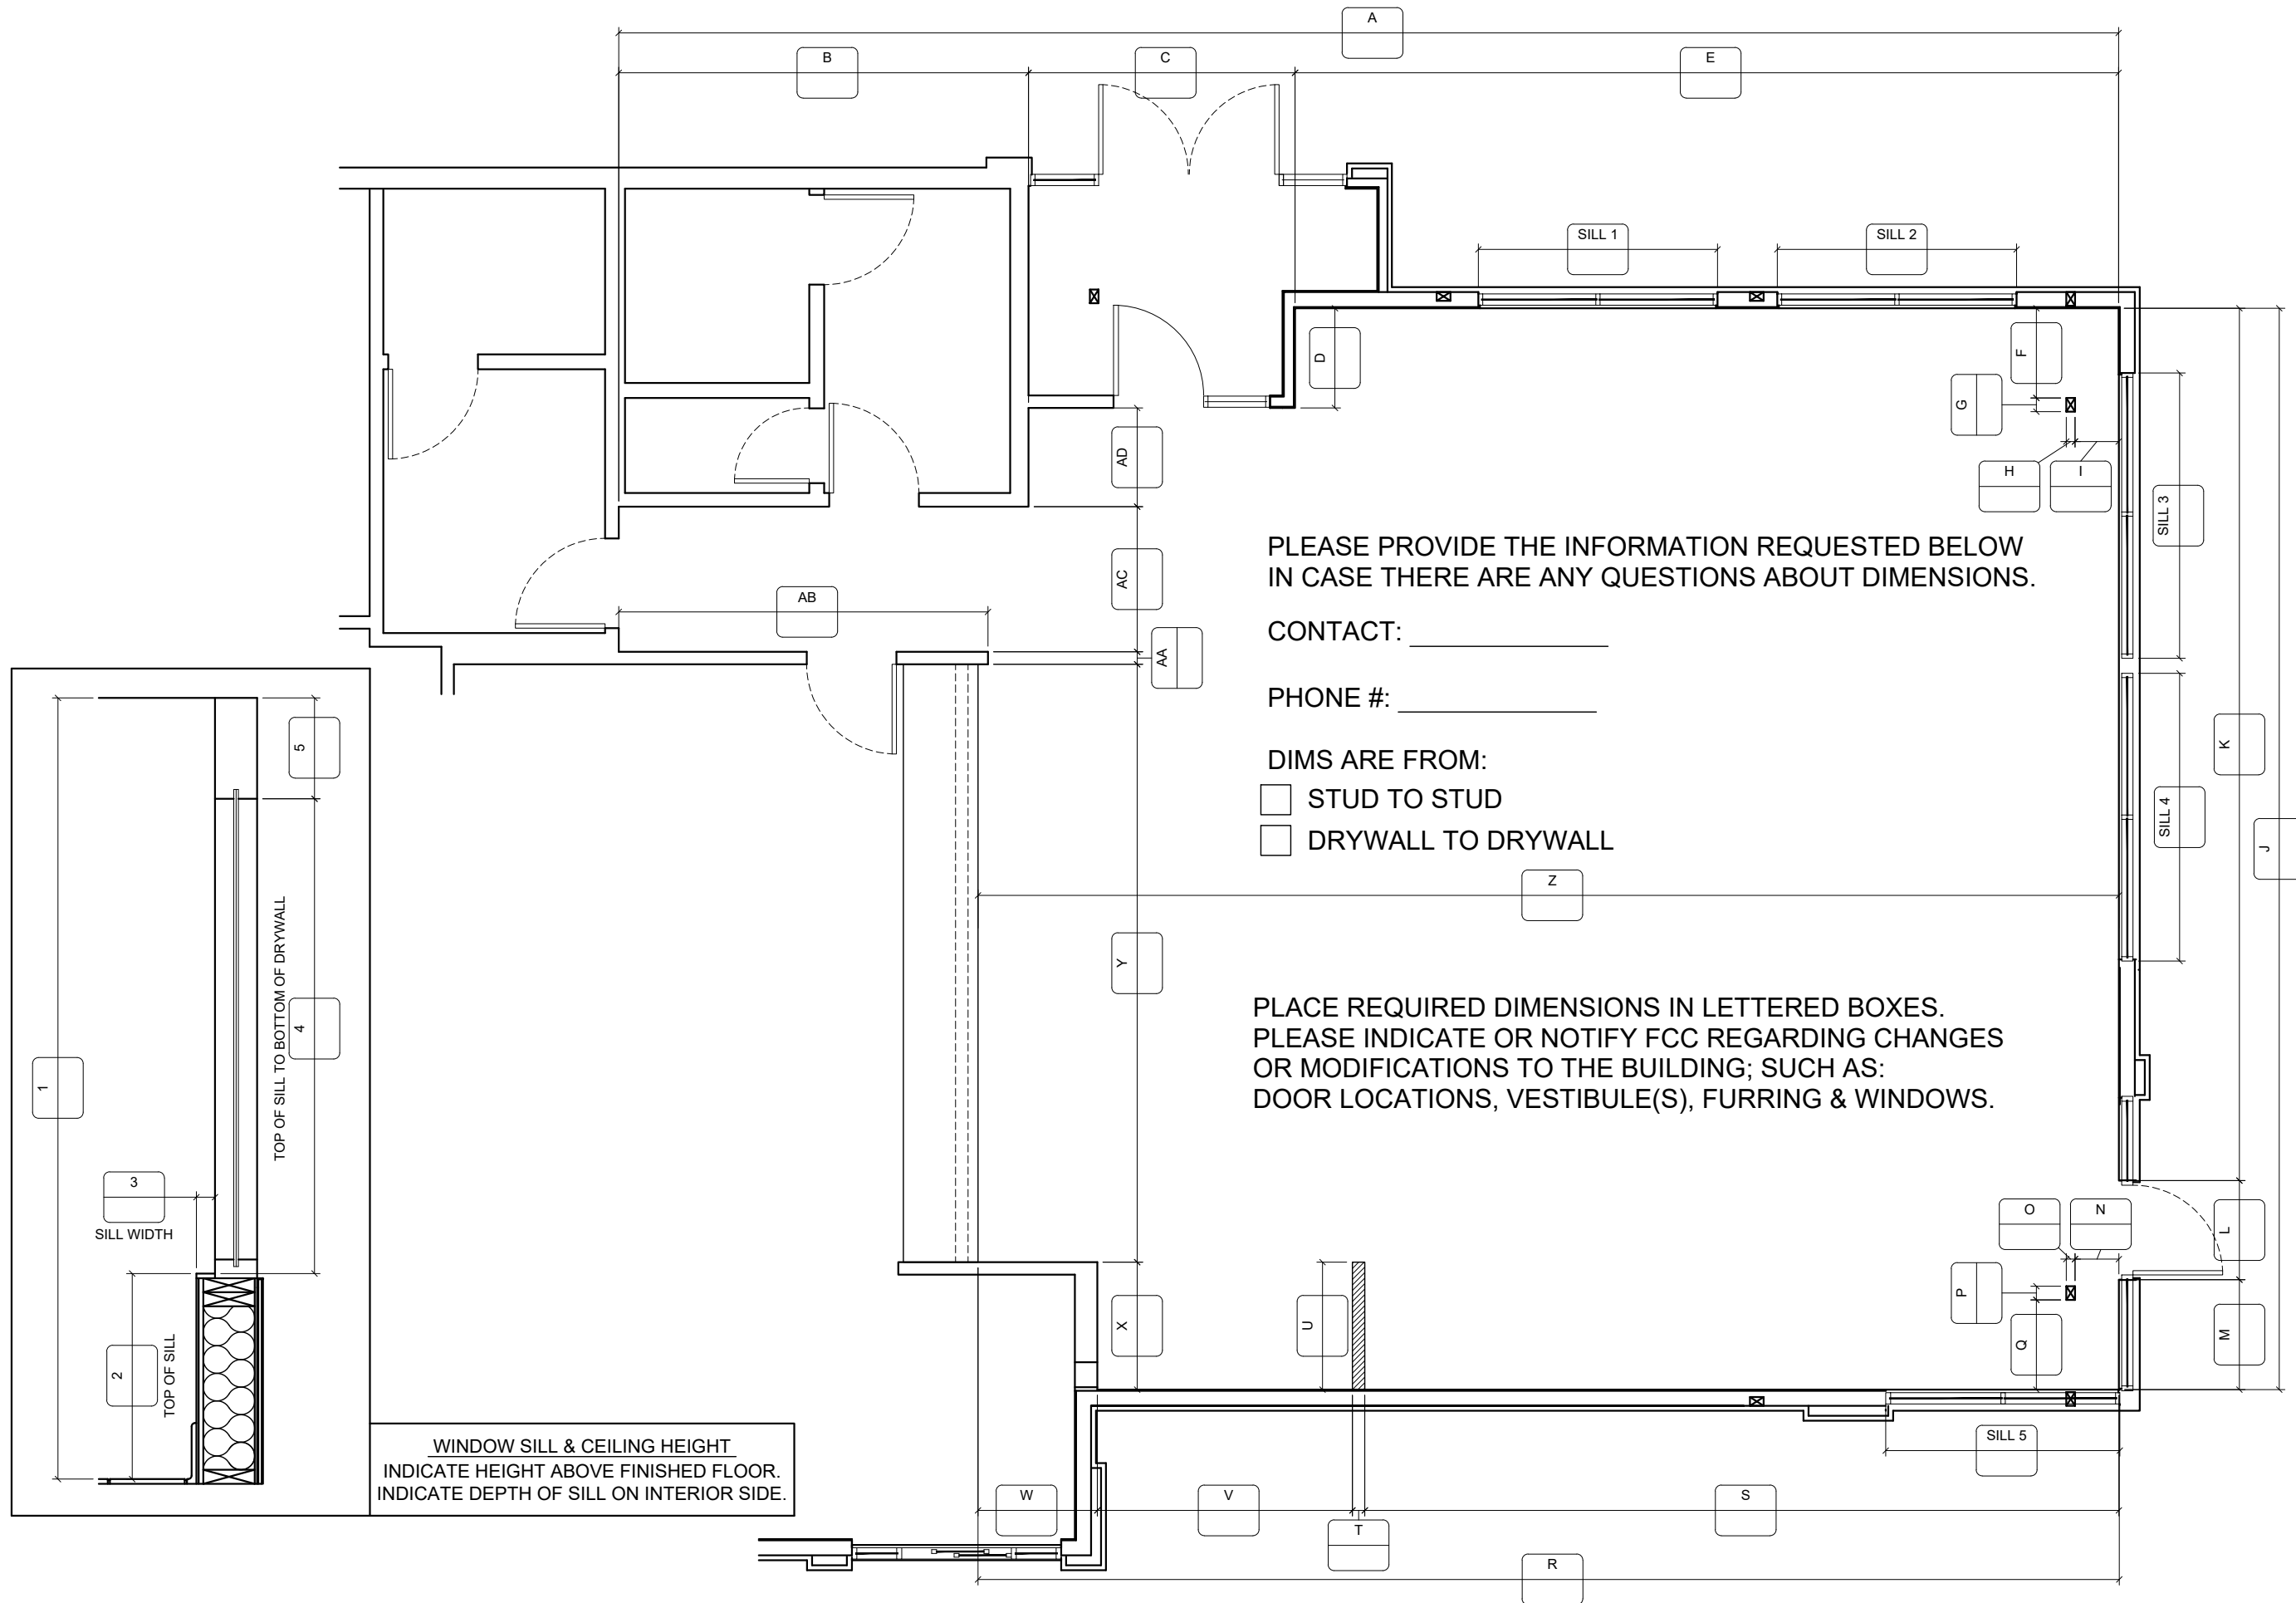 A
B
C
E
SILL 1
SILL 2
D
F
G
H
I
SILL 3
AD
AC
AB
AA
PLEASE PROVIDE THE INFORMATION REQUESTED BELOW
IN CASE THERE ARE ANY QUESTIONS ABOUT DIMENSIONS.
CONTACT:
PHONE #:
DIMS ARE FROM:
STUD TO STUD
DRYWALL TO DRYWALL
K
SILL 4
J
Z
Y
PLACE REQUIRED DIMENSIONS IN LETTERED BOXES.
PLEASE INDICATE OR NOTIFY FCC REGARDING CHANGES
OR MODIFICATIONS TO THE BUILDING; SUCH AS:
DOOR LOCATIONS, VESTIBULE(S), FURRING & WINDOWS.
5
TOP OF SILL TO BOTTOM OF DRYWALL
4
1
3
SILL WIDTH
2
TOP OF SILL
WINDOW SILL & CEILING HEIGHT
INDICATE HEIGHT ABOVE FINISHED FLOOR.
INDICATE DEPTH OF SILL ON INTERIOR SIDE.
O
N
L
P
Q
M
X
U
SILL 5
W
V
S
T
R